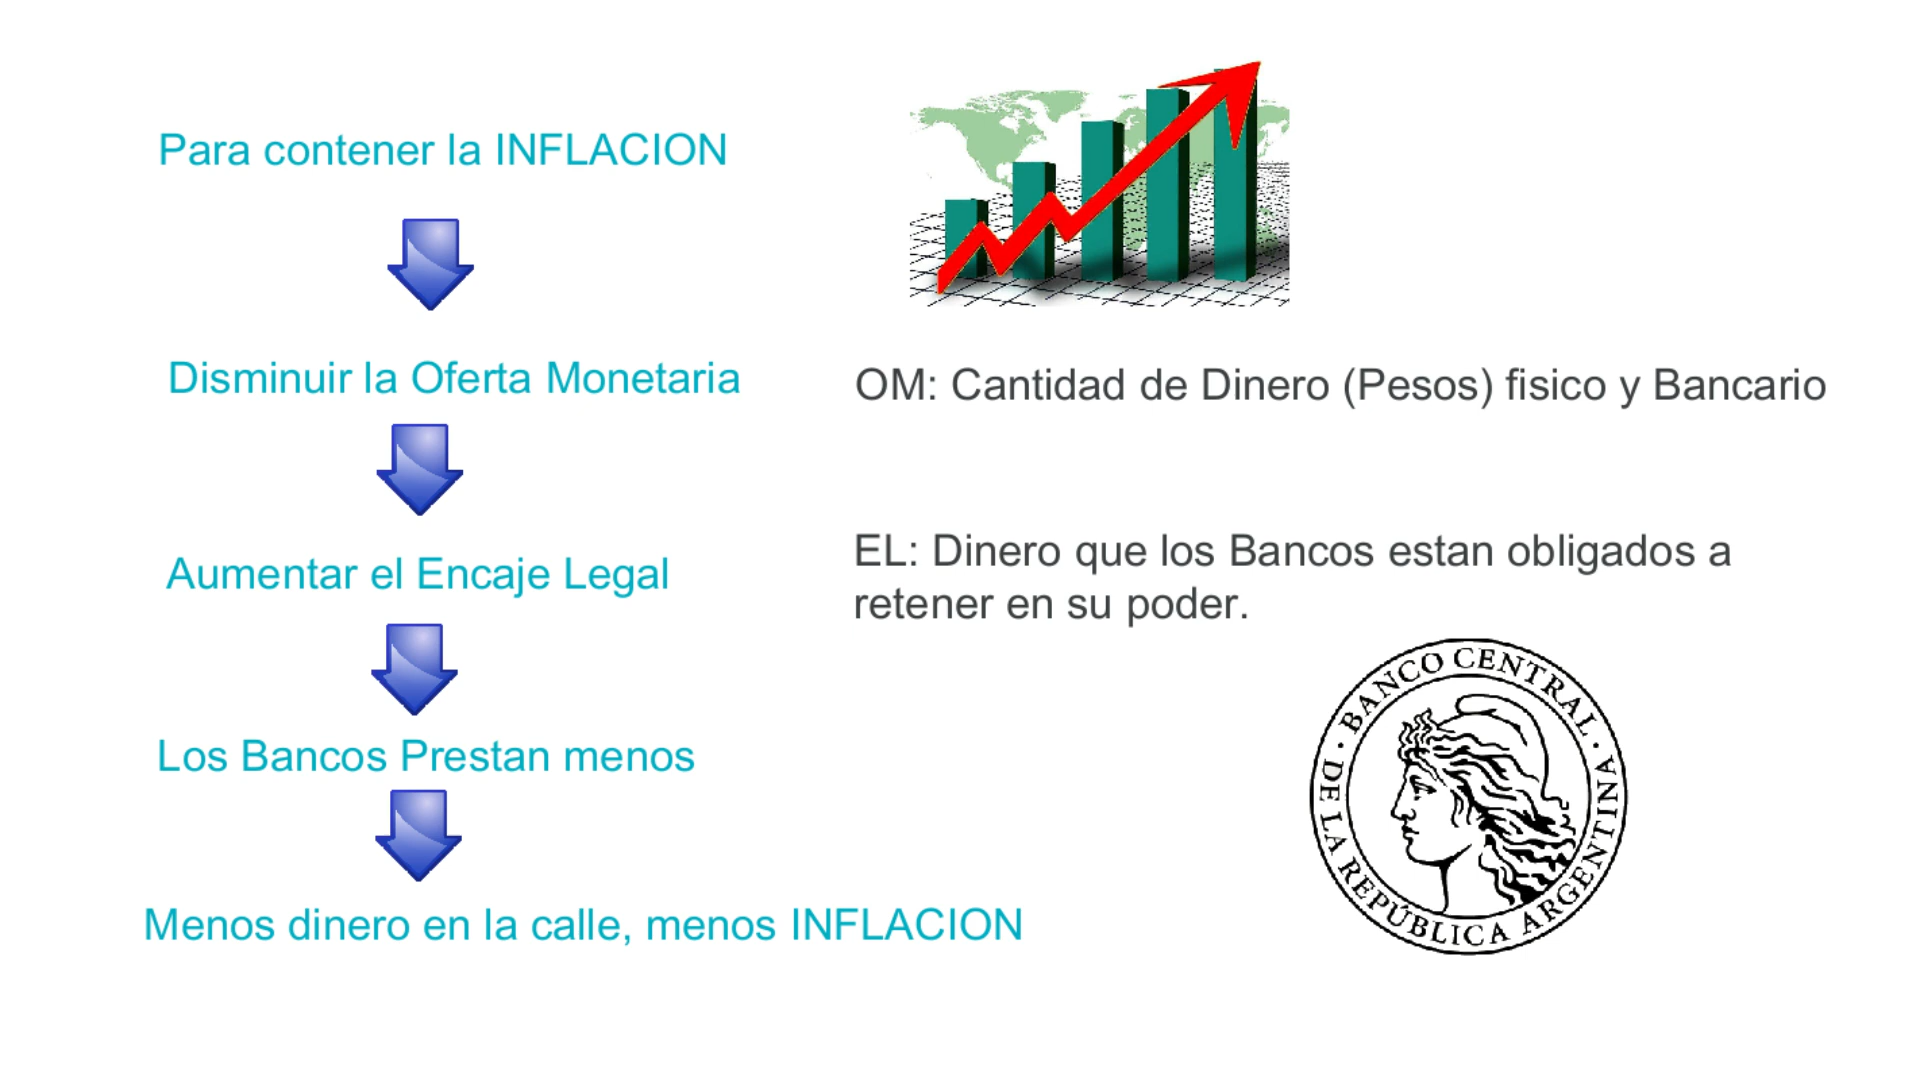 Para contener la INFLACION
Disminuir la Oferta Monetaria
OM: Cantidad de Dinero (Pesos) fisico y Bancario
Aumentar el Encaje Legal
EL: Dinero que los Bancos estan obligados a
retener en su poder.
Los Bancos Prestan menos
Menos dinero en la calle, menos INFLACION
· BANCO CENTRAL · DE LA REPÚBLICA ARGENTINA